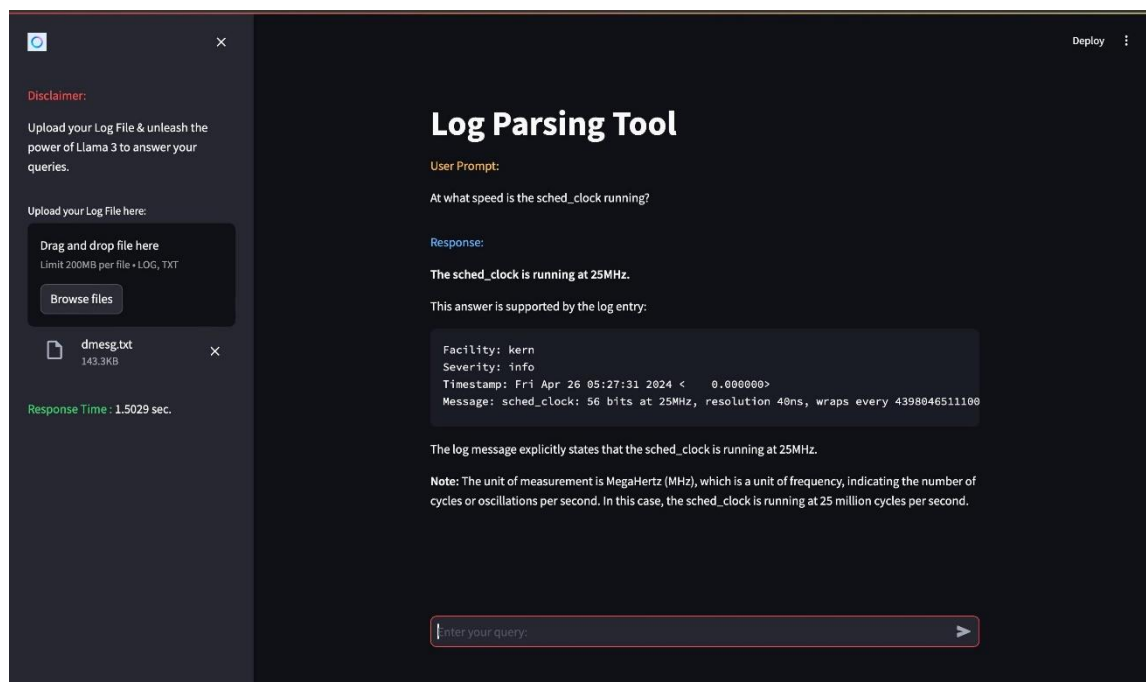 Disclaimer:
Upload your Log File & unleash the
power of Llama 3 to answer your
queries.
Upload your Log File here:
Drag and drop file here
Limit 200MB per file • LOG, TXT
Browse files
dmesg.txt
143.3KB
Response Time : 1.5029 sec.
Deploy
Log Parsing Tool
User Prompt:
At what speed is the sched_clock running?
Response:
The sched_clock is running at 25MHz.
This answer is supported by the log entry:
Facility: kern
Severity: info
Timestamp: Fri Apr 26 05:27:31 2024 <    0.000000>
Message: sched_clock: 56 bits at 25MHz, resolution 40ns, wraps every 4398046511100
The log message explicitly states that the sched_clock is running at 25MHz.
Note: The unit of measurement is MegaHertz (MHz), which is a unit of frequency, indicating the number of
cycles or oscillations per second. In this case, the sched_clock is running at 25 million cycles per second.
Enter your query: